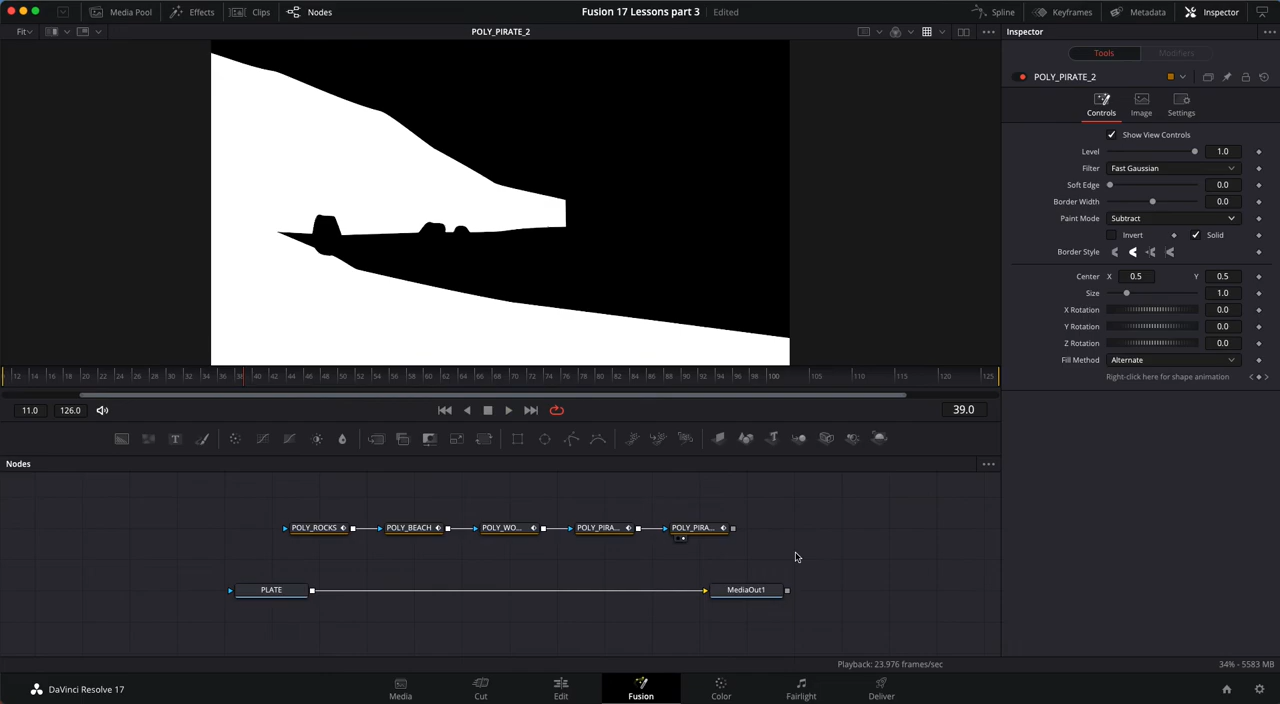 Media Pool Effects Clips Nodes Fusion 17 Lessons part 3 Edited Spline Keyframes Metadata Inspector
Fit POLY_PIRATE_2 Inspector
Tools Modifiers
POLY_PIRATE_2
Controls Image Settings
Show View Controls
Level 1.0
Filter Fast Gaussian
Soft Edge 0.0
Border Width 0.0
Paint Mode Subtract
Invert Solid
Border Style
Center X 0.5 Y 0.5
Size 1.0
X Rotation 0.0
Y Rotation 0.0
Z Rotation 0.0
Fill Method Alternate
Right-click here for shape animation
12 14 16 18 20 22 24 26 28 30 32 34 36 38 40 42 44 46 48 50 52 54 56 58 60 62 64 66 68 70 72 74 76 78 80 82 84 86 88 90 92 94 96 98 100 105 110 115 120 125
11.0 126.0 39.0
T T
Nodes
POLY_ROCKS POLY_BEACH POLY_WO... POLY_PIRA... POLY_PIRA...
PLATE MediaOut1
Playback: 23.976 frames/sec 34% - 5583 MB
DaVinci Resolve 17 Media Cut Edit Fusion Color Fairlight Deliver